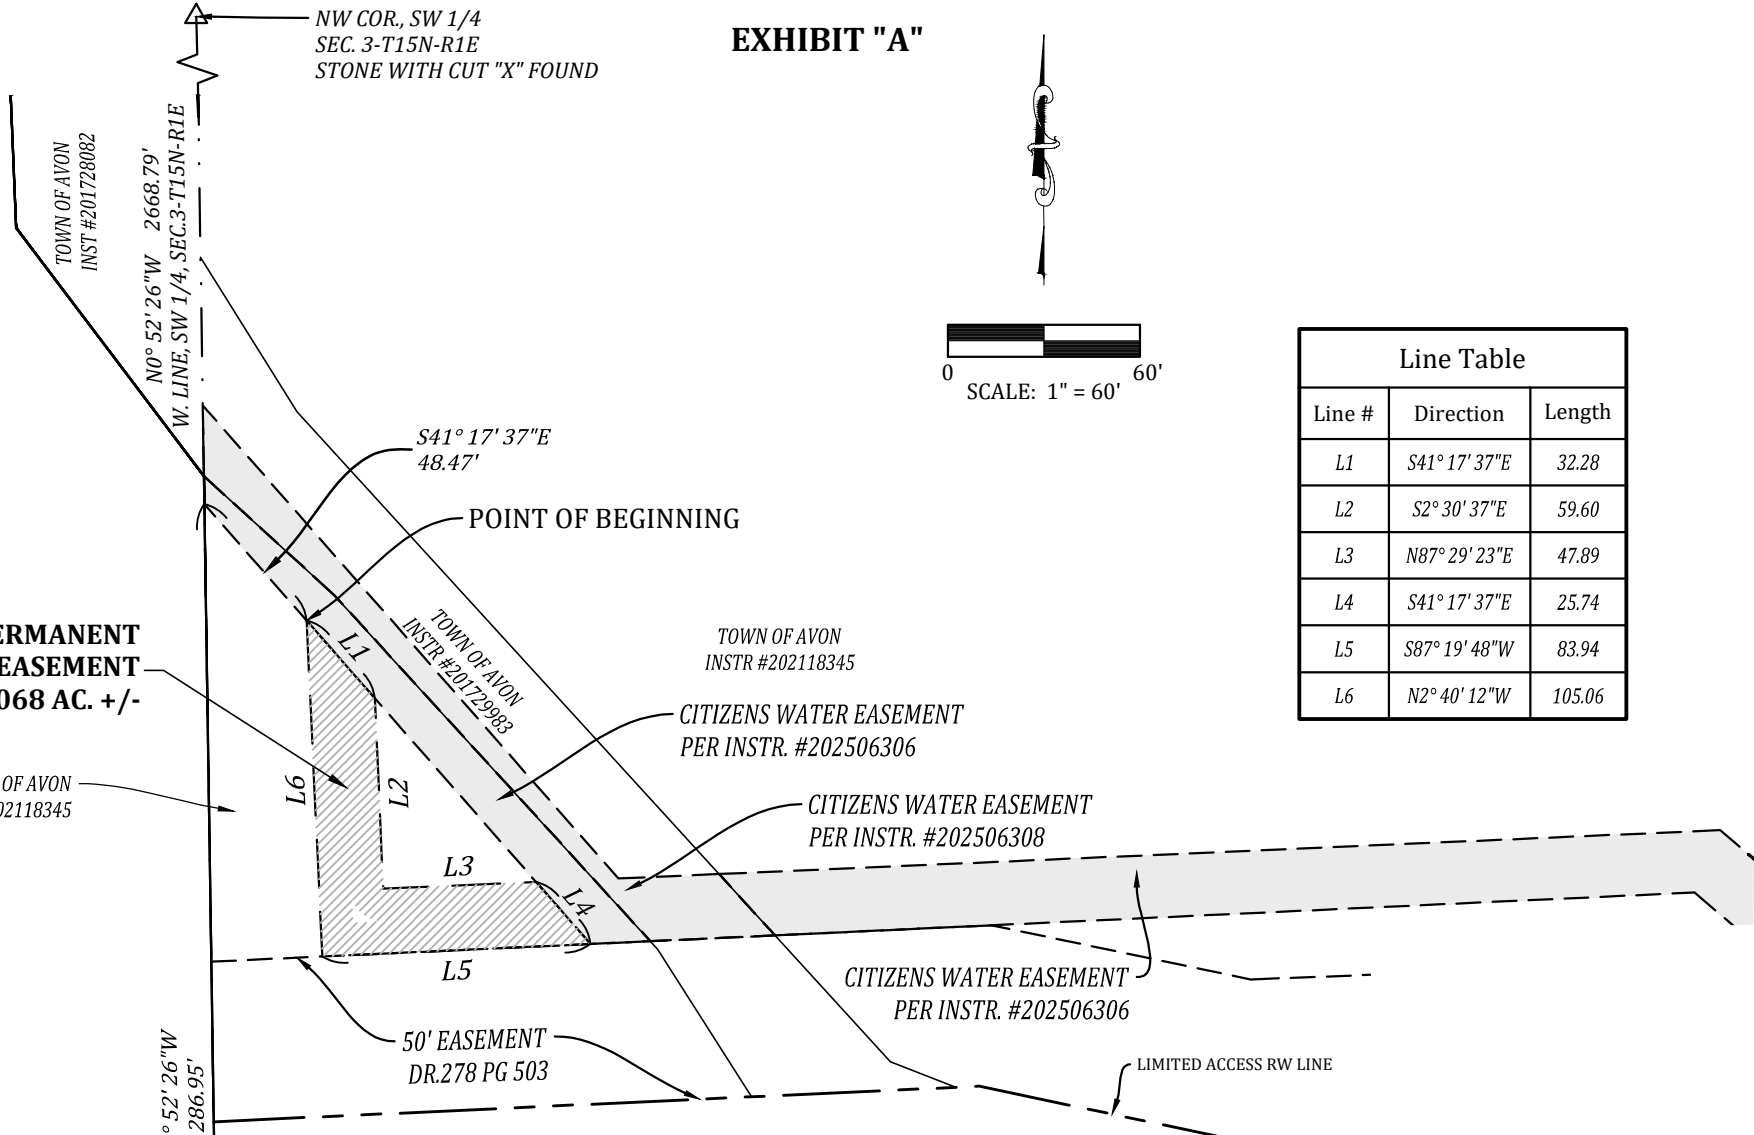 NW COR., SW 1/4
SEC. 3-T15N-R1E
STONE WITH CUT "X" FOUND
EXHIBIT "A"
TOWN OF AVON
INST #201728082
N0° 52' 26"W 2668.79'
W. LINE, SW 1/4, SEC.3-T15N-R1E
0 60'
SCALE: 1" = 60'
Line Table
Line # Direction Length
L1 S41° 17' 37"E 32.28
L2 S2° 30' 37"E 59.60
L3 N87° 29' 23"E 47.89
L4 S41° 17' 37"E 25.74
L5 S87° 19' 48"W 83.94
L6 N2° 40' 12"W 105.06
S41° 17' 37"E
48.47'
POINT OF BEGINNING
ERMANENT
EASEMENT
068 AC. +/-
L1
TOWN OF AVON
INSTR #201729983
TOWN OF AVON
INSTR #202118345
CITIZENS WATER EASEMENT
PER INSTR. #202506306
OF AVON
02118345
L6
L2
CITIZENS WATER EASEMENT
PER INSTR. #202506308
L3
L4
L5
CITIZENS WATER EASEMENT
PER INSTR. #202506306
50' EASEMENT
DR.278 PG 503
° 52' 26"W
286.95'
LIMITED ACCESS RW LINE